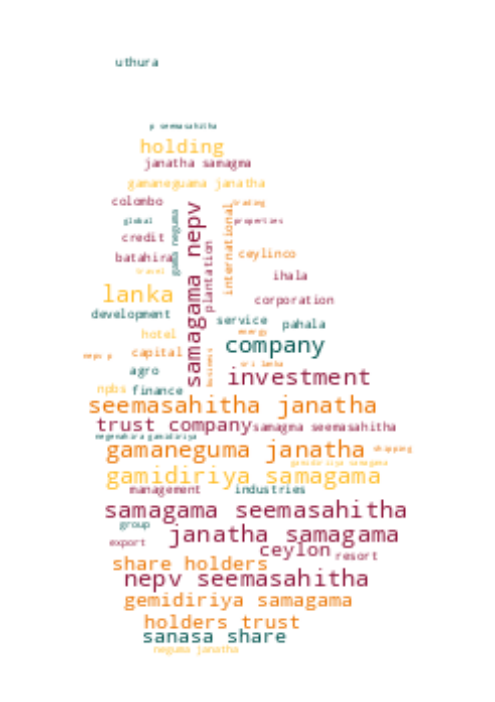 uthura
p seemasahitha
holding
janatha samagma
gamaneguama janatha
colombo
trading
global
properties
credit
gama neguma
samagama nepv
plantation
international
batahira
ceylinco
travel
ihala
lanka
corporation
development
service
pahala
hotel
energy
company
neps p
capital
business
sri lanka
agro
investment
npbs
finance
seemasahitha janatha
trust company
samagma seemasahitha
negenahira gamidiriya
gamaneguma janatha
shipping
gamidiriya samagama
gamidiriya samagama
management
industries
samagama seemasahitha
group
janatha samagama
export
ceylon
resort
share holders
nepv seemasahitha
gemidiriya samagama
holders trust
sanasa share
neguma janatha